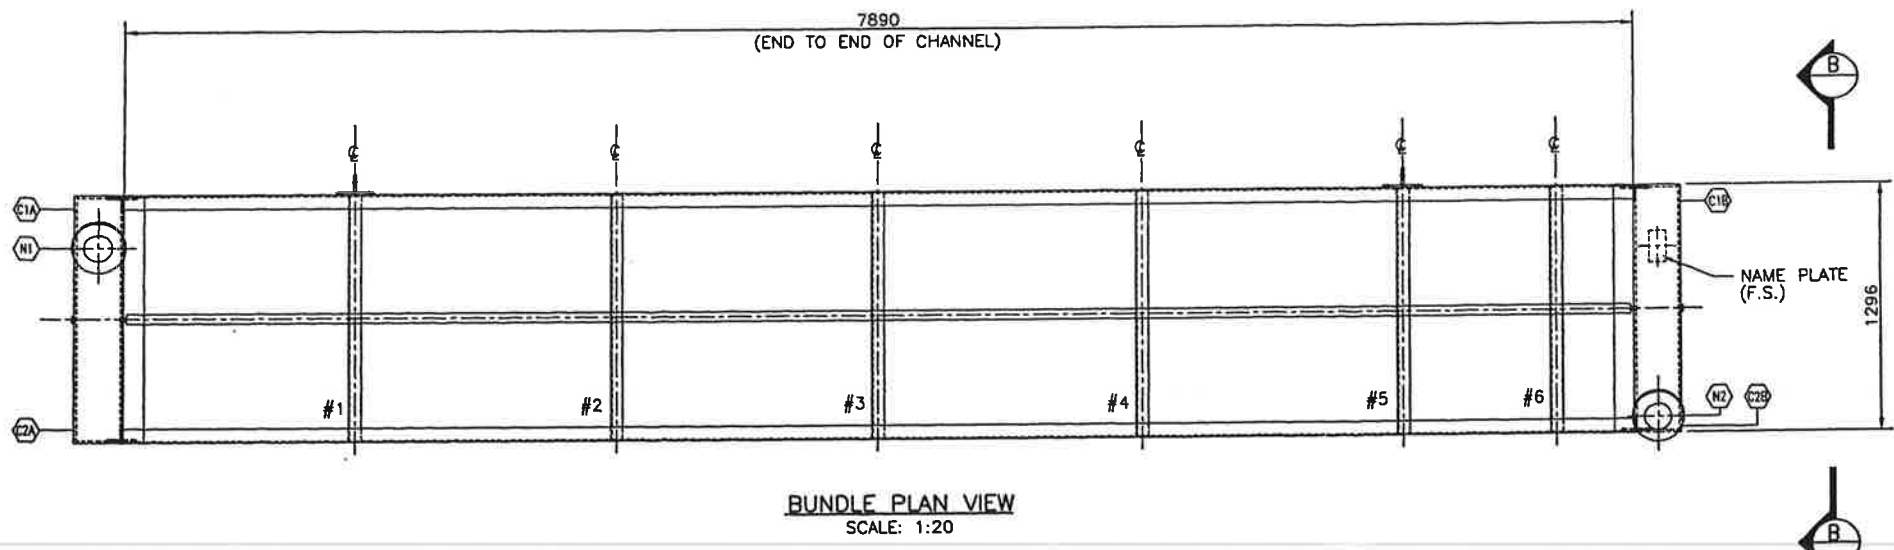 7890
(END TO END OF CHANNEL)
B
℄ ℄ ℄ ℄ ℄ ℄
C1A
C1B
N1
NAME PLATE
(F.S.)
1296
#1 #2 #3 #4 #5 #6
N2 C2B
C2A
BUNDLE PLAN VIEW
SCALE: 1:20
B